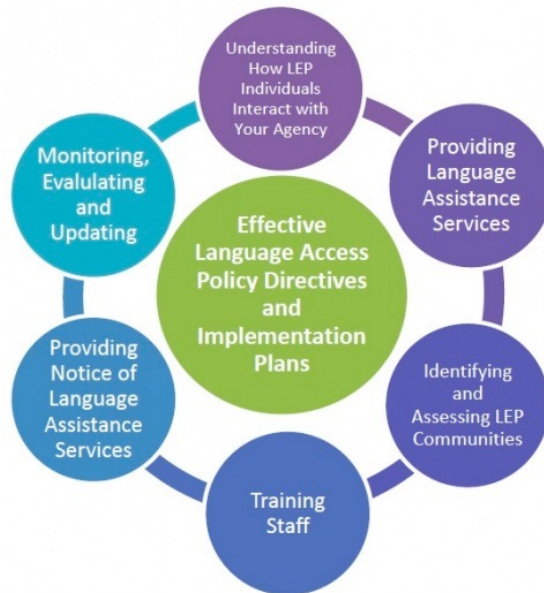 Understanding
How LEP
Individuals
Interact with
Your Agency
Providing
Language
Assistance
Services
Identifying
and
Assessing LEP
Communities
Training
Staff
Providing
Notice of
Language
Assistance
Services
Monitoring,
Evalulating
and
Updating
Effective
Language Access
Policy Directives
and
Implementation
Plans